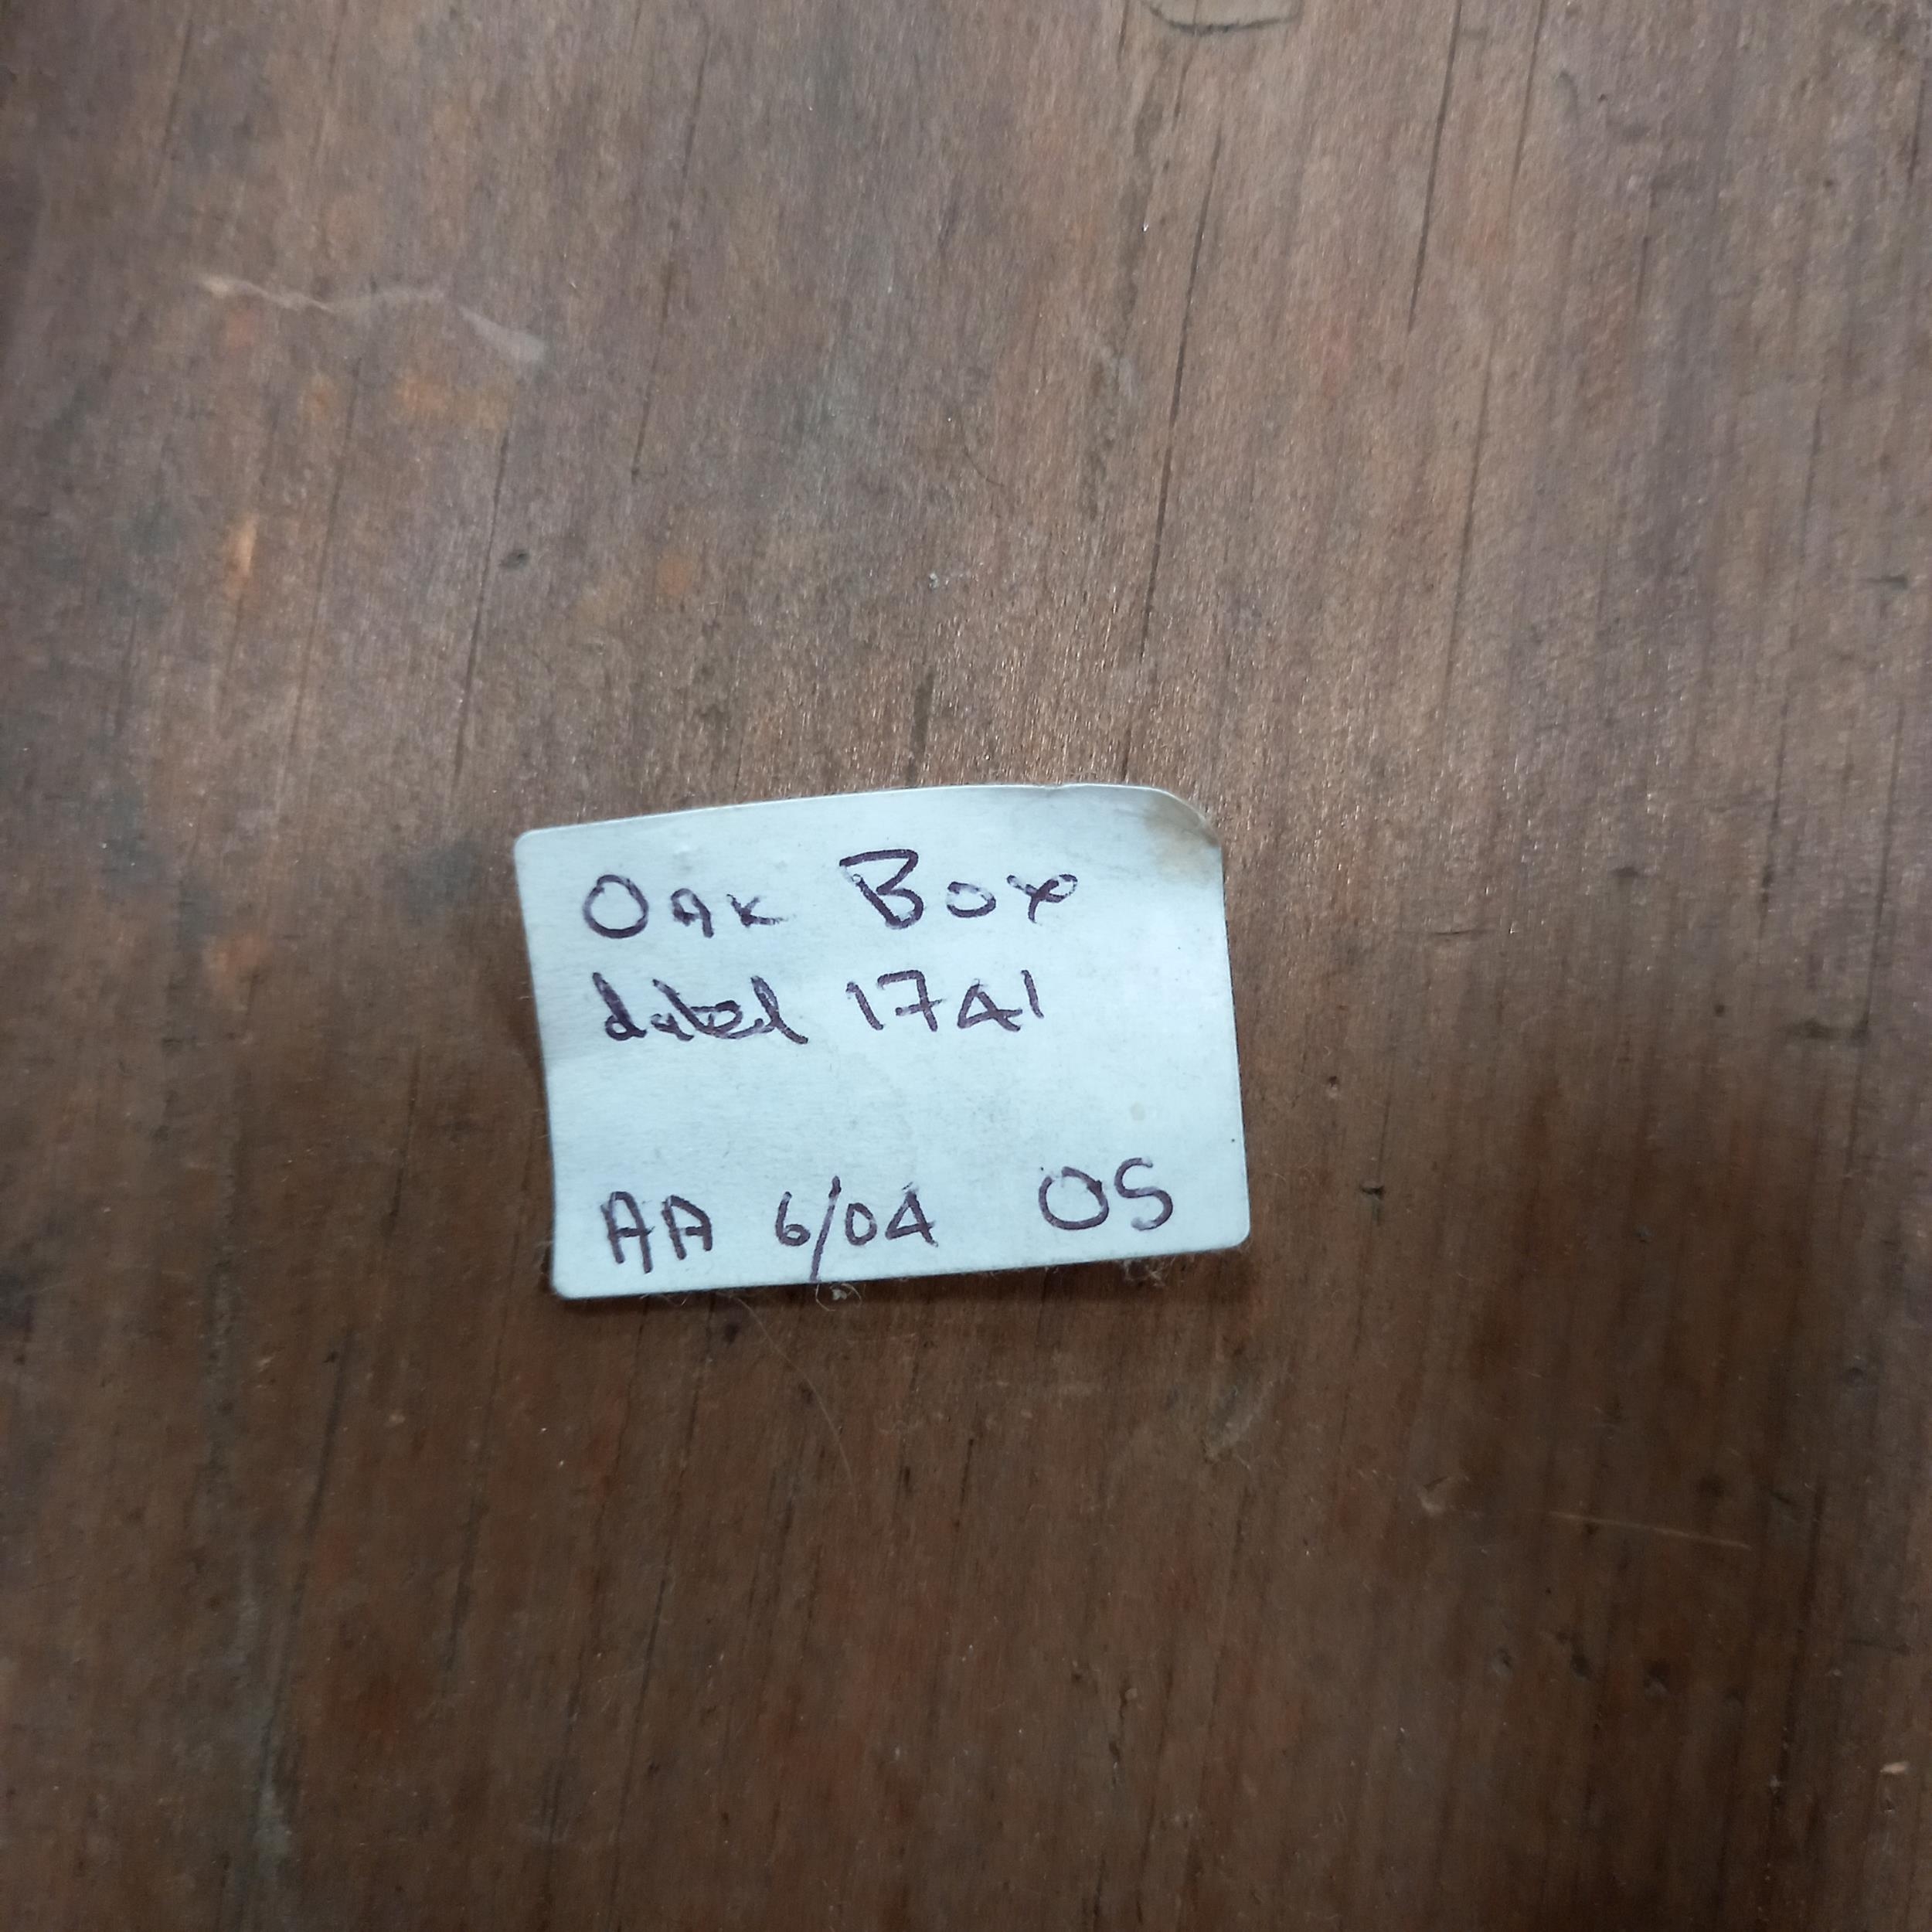 Oak Box
dated 1741
AA 6/04 OS